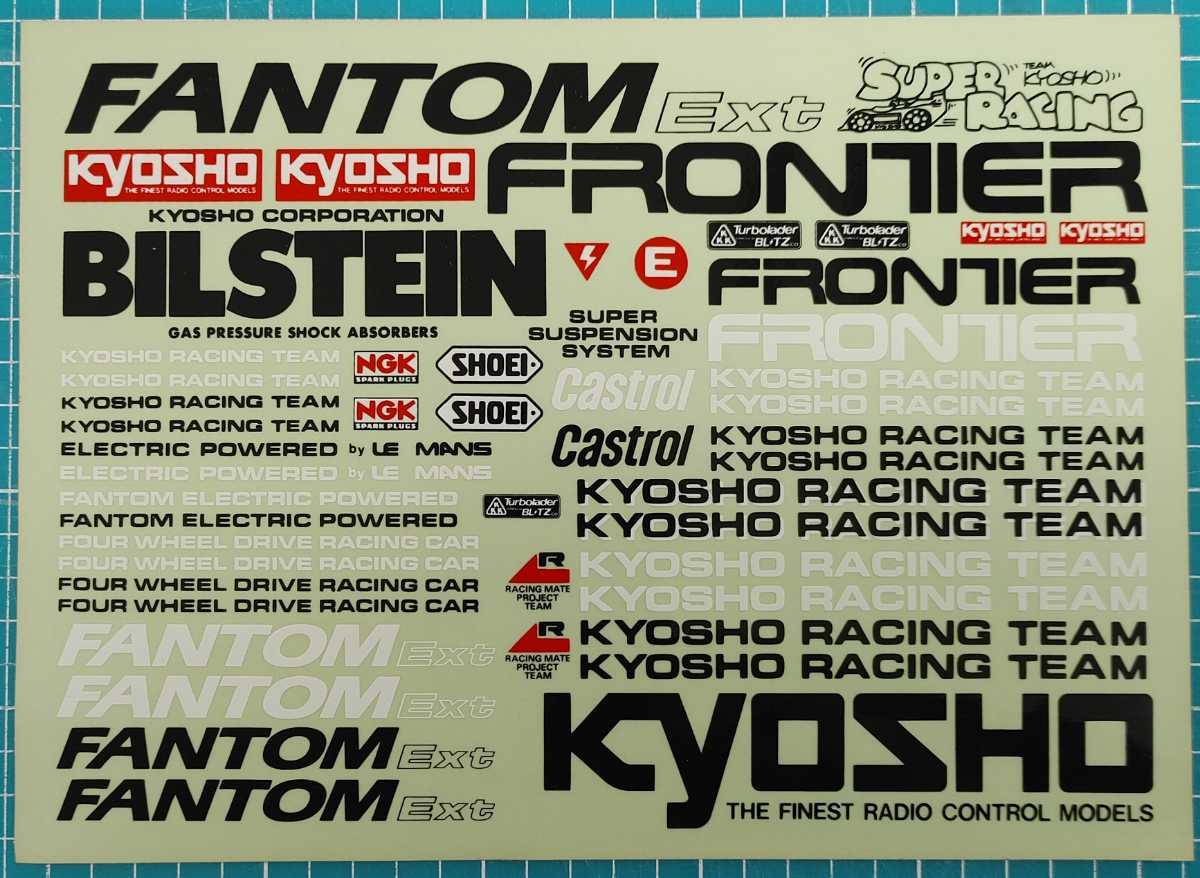 FANTOM Ext
SUPER RACING
TEAM KYOSHO
KYOSHO
THE FINEST RADIO CONTROL MODELS
KYOSHO
THE FINEST RADIO CONTROL MODELS
FRONTIER
KYOSHO CORPORATION
Turbolader
BLITZ
Turbolader
BLITZ
KYOSHO
KYOSHO
BILSTEIN
GAS PRESSURE SHOCK ABSORBERS
E
FRONTIER
SUPER
SUSPENSION
SYSTEM
FRONTIER
KYOSHO RACING TEAM
KYOSHO RACING TEAM
KYOSHO RACING TEAM
KYOSHO RACING TEAM
NGK
SPARK PLUGS
SHOEI
NGK
SPARK PLUGS
SHOEI
Castrol
Castrol
KYOSHO RACING TEAM
KYOSHO RACING TEAM
KYOSHO RACING TEAM
KYOSHO RACING TEAM
ELECTRIC POWERED by LE MANS
ELECTRIC POWERED by LE MANS
FANTOM ELECTRIC POWERED
FANTOM ELECTRIC POWERED
Turbolader
BLITZ
KYOSHO RACING TEAM
KYOSHO RACING TEAM
FOUR WHEEL DRIVE RACING CAR
FOUR WHEEL DRIVE RACING CAR
FOUR WHEEL DRIVE RACING CAR
FOUR WHEEL DRIVE RACING CAR
R
RACING MATE
PROJECT
TEAM
KYOSHO RACING TEAM
KYOSHO RACING TEAM
R
RACING MATE
PROJECT
TEAM
KYOSHO RACING TEAM
KYOSHO RACING TEAM
FANTOM Ext
FANTOM Ext
FANTOM Ext
FANTOM Ext
KYOSHO
THE FINEST RADIO CONTROL MODELS